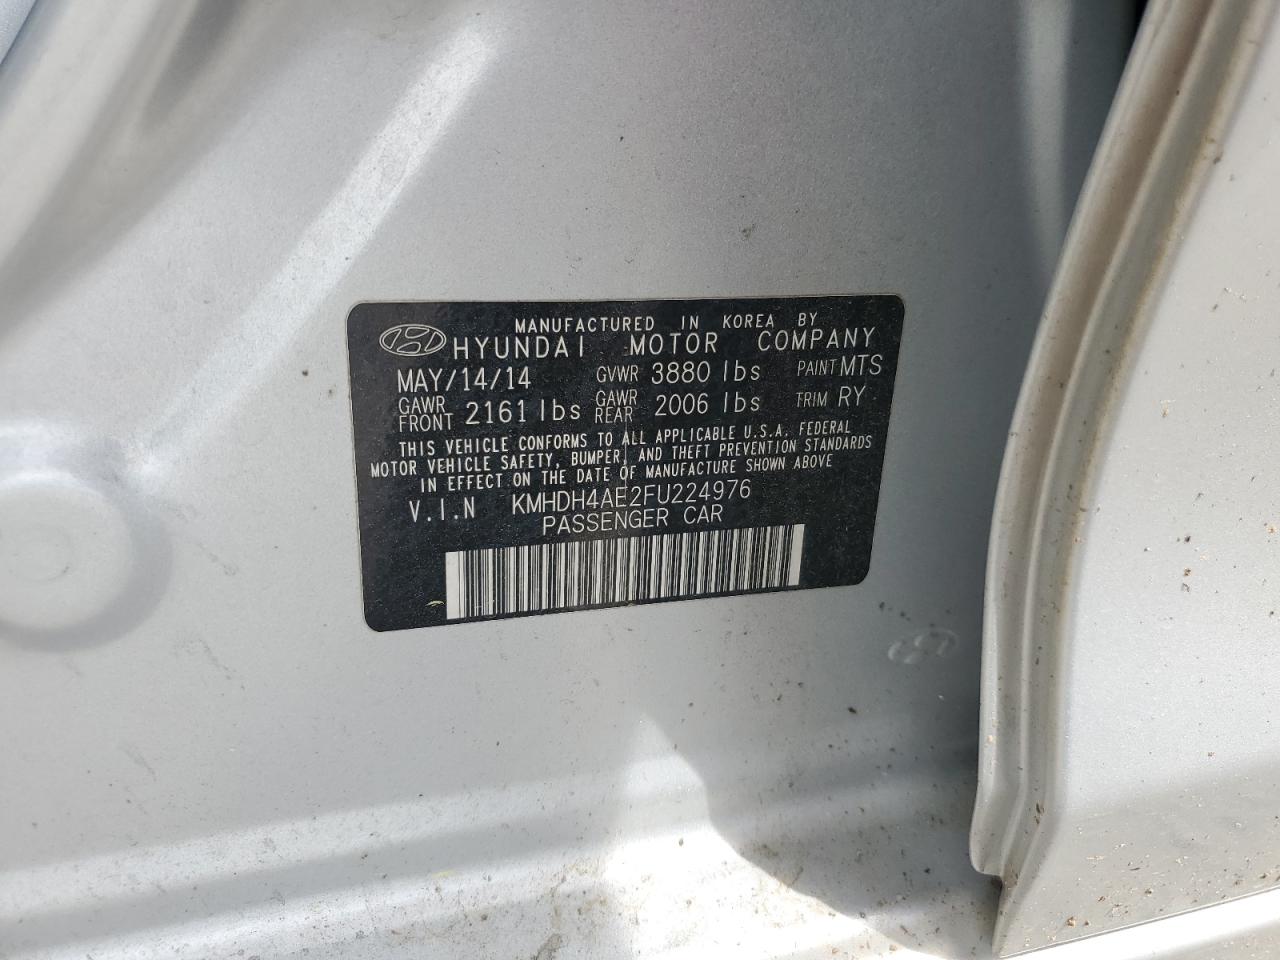 MANUFACTURED IN KOREA BY
HYUNDAI MOTOR COMPANY
MAY/14/14 GVWR 3880 lbs PAINT MTS
GAWR FRONT 2161 lbs GAWR REAR 2006 lbs TRIM RY
THIS VEHICLE CONFORMS TO ALL APPLICABLE U.S.A. FEDERAL
MOTOR VEHICLE SAFETY, BUMPER, AND THEFT PREVENTION STANDARDS
IN EFFECT ON THE DATE OF MANUFACTURE SHOWN ABOVE
V.I.N KMHDH4AE2FU224976
PASSENGER CAR